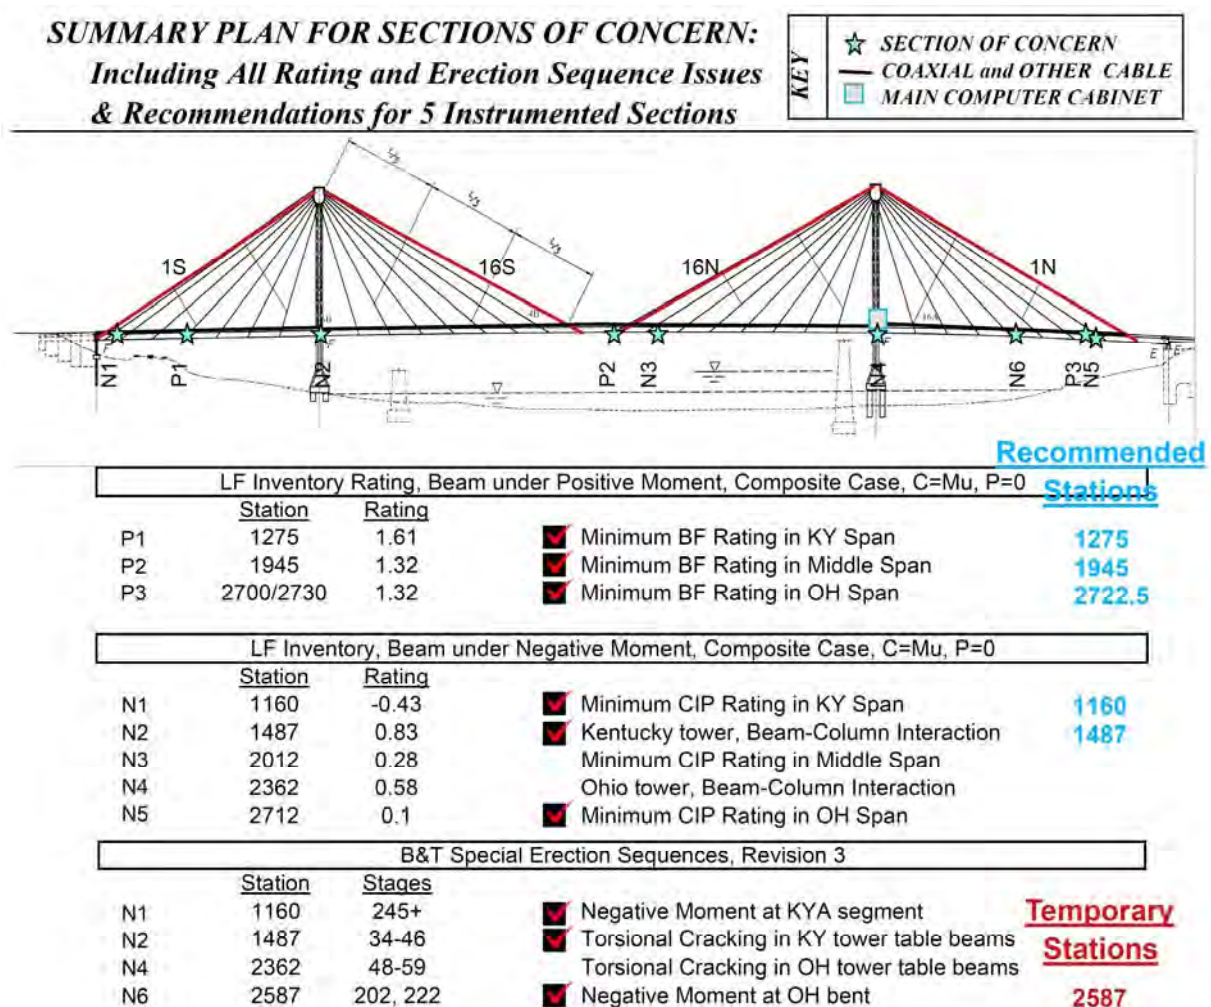 SUMMARY PLAN FOR SECTIONS OF CONCERN:
Including All Rating and Erection Sequence Issues
& Recommendations for 5 Instrumented Sections
KEY
SECTION OF CONCERN
COAXIAL and OTHER CABLE
MAIN COMPUTER CABINET
L/3
L/3
L/3
1S
16S
16N
1N
N1
P1
N2
P2
N3
N4
N6
P3
N5
E
E
Recommended
Stations
LF Inventory Rating, Beam under Positive Moment, Composite Case, C=Mu, P=0
Station Rating
P1 1275 1.61 Minimum BF Rating in KY Span 1275
P2 1945 1.32 Minimum BF Rating in Middle Span 1945
P3 2700/2730 1.32 Minimum BF Rating in OH Span 2722.5
LF Inventory, Beam under Negative Moment, Composite Case, C=Mu, P=0
Station Rating
N1 1160 -0.43 Minimum CIP Rating in KY Span 1160
N2 1487 0.83 Kentucky tower, Beam-Column Interaction 1487
N3 2012 0.28 Minimum CIP Rating in Middle Span
N4 2362 0.58 Ohio tower, Beam-Column Interaction
N5 2712 0.1 Minimum CIP Rating in OH Span
B&T Special Erection Sequences, Revision 3
Station Stages
Temporary
Stations
N1 1160 245+ Negative Moment at KYA segment
N2 1487 34-46 Torsional Cracking in KY tower table beams
N4 2362 48-59 Torsional Cracking in OH tower table beams
N6 2587 202, 222 Negative Moment at OH bent 2587